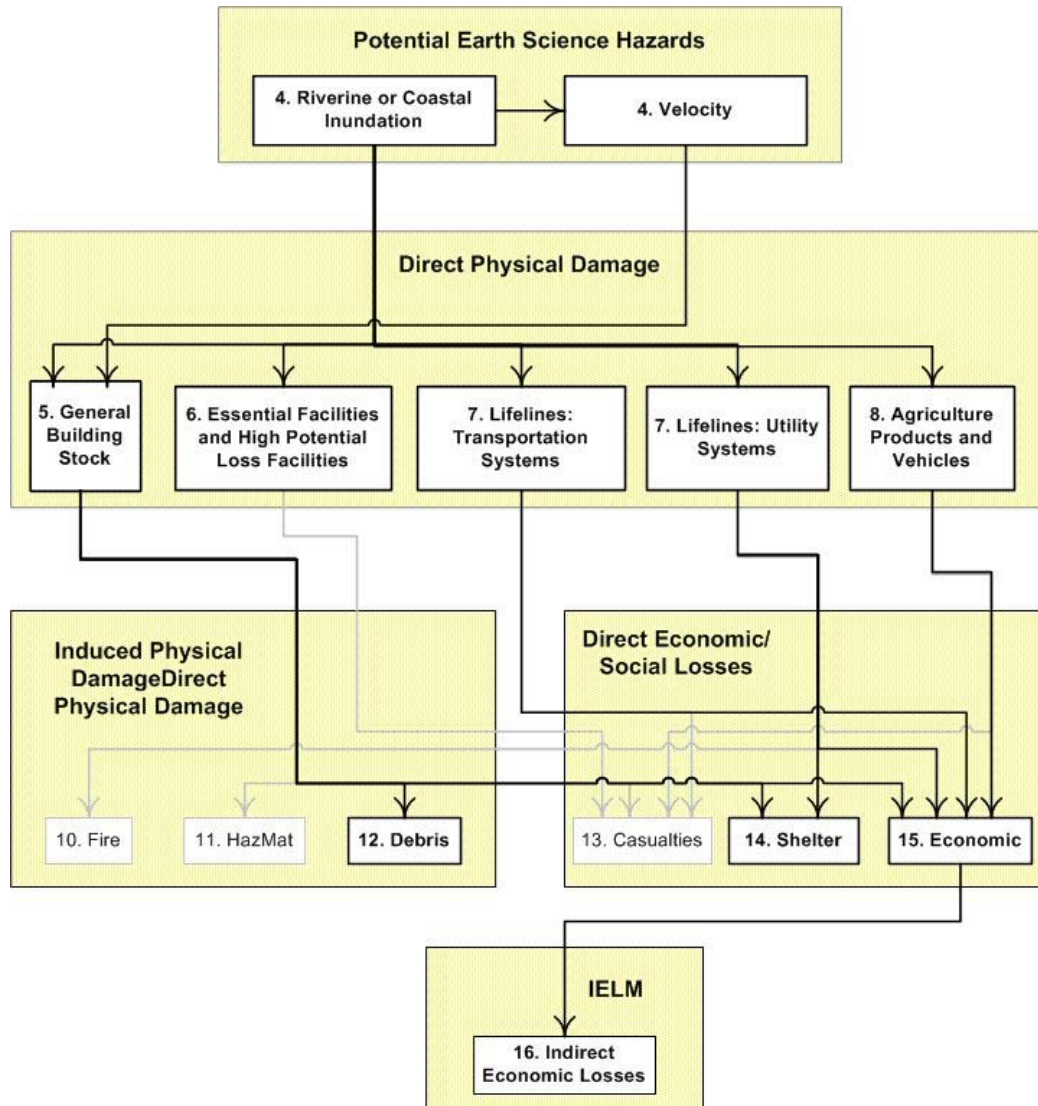 Potential Earth Science Hazards
4. Riverine or Coastal
Inundation
4. Velocity
Direct Physical Damage
5. General
Building
Stock
6. Essential Facilities
and High Potential
Loss Facilities
7. Lifelines:
Transportation
Systems
7. Lifelines: Utility
Systems
8. Agriculture
Products and
Vehicles
Induced Physical
DamageDirect
Physical Damage
Direct Economic/
Social Losses
10. Fire
11. HazMat
12. Debris
13. Casualties
14. Shelter
15. Economic
IELM
16. Indirect
Economic Losses